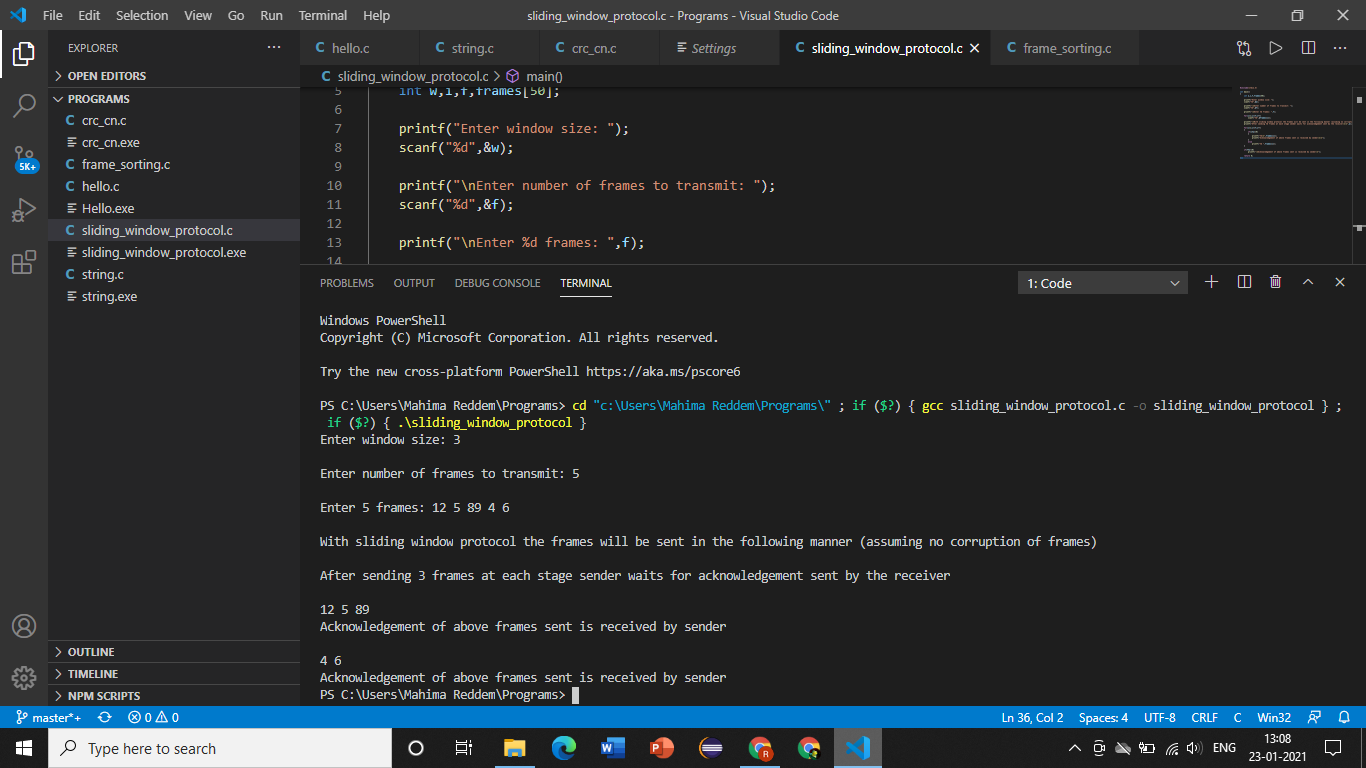 File Edit Selection View Go Run Terminal Help
sliding_window_protocol.c - Programs - Visual Studio Code
EXPLORER
OPEN EDITORS
PROGRAMS
C crc_cn.c
crc_cn.exe
C frame_sorting.c
C hello.c
Hello.exe
C sliding_window_protocol.c
sliding_window_protocol.exe
C string.c
string.exe
OUTLINE
TIMELINE
NPM SCRIPTS
5K+
C hello.c C string.c C crc_cn.c Settings C sliding_window_protocol.c C frame_sorting.c
C sliding_window_protocol.c > main()
5 int w,i,f,frames[50];
6
7 printf("Enter window size: ");
8 scanf("%d",&w);
9
10 printf("\nEnter number of frames to transmit: ");
11 scanf("%d",&f);
12
13 printf("\nEnter %d frames: ",f);
14
PROBLEMS OUTPUT DEBUG CONSOLE TERMINAL
1: Code
Windows PowerShell
Copyright (C) Microsoft Corporation. All rights reserved.
Try the new cross-platform PowerShell https://aka.ms/pscore6
PS C:\Users\Mahima Reddem\Programs> cd "c:\Users\Mahima Reddem\Programs\" ; if ($?) { gcc sliding_window_protocol.c -o sliding_window_protocol } ;
if ($?) { .\sliding_window_protocol }
Enter window size: 3
Enter number of frames to transmit: 5
Enter 5 frames: 12 5 89 4 6
With sliding window protocol the frames will be sent in the following manner (assuming no corruption of frames)
After sending 3 frames at each stage sender waits for acknowledgement sent by the receiver
12 5 89
Acknowledgement of above frames sent is received by sender
4 6
Acknowledgement of above frames sent is received by sender
PS C:\Users\Mahima Reddem\Programs>
master*+ 0 0 Ln 36, Col 2 Spaces: 4 UTF-8 CRLF C Win32
Type here to search
ENG
13:08
23-01-2021